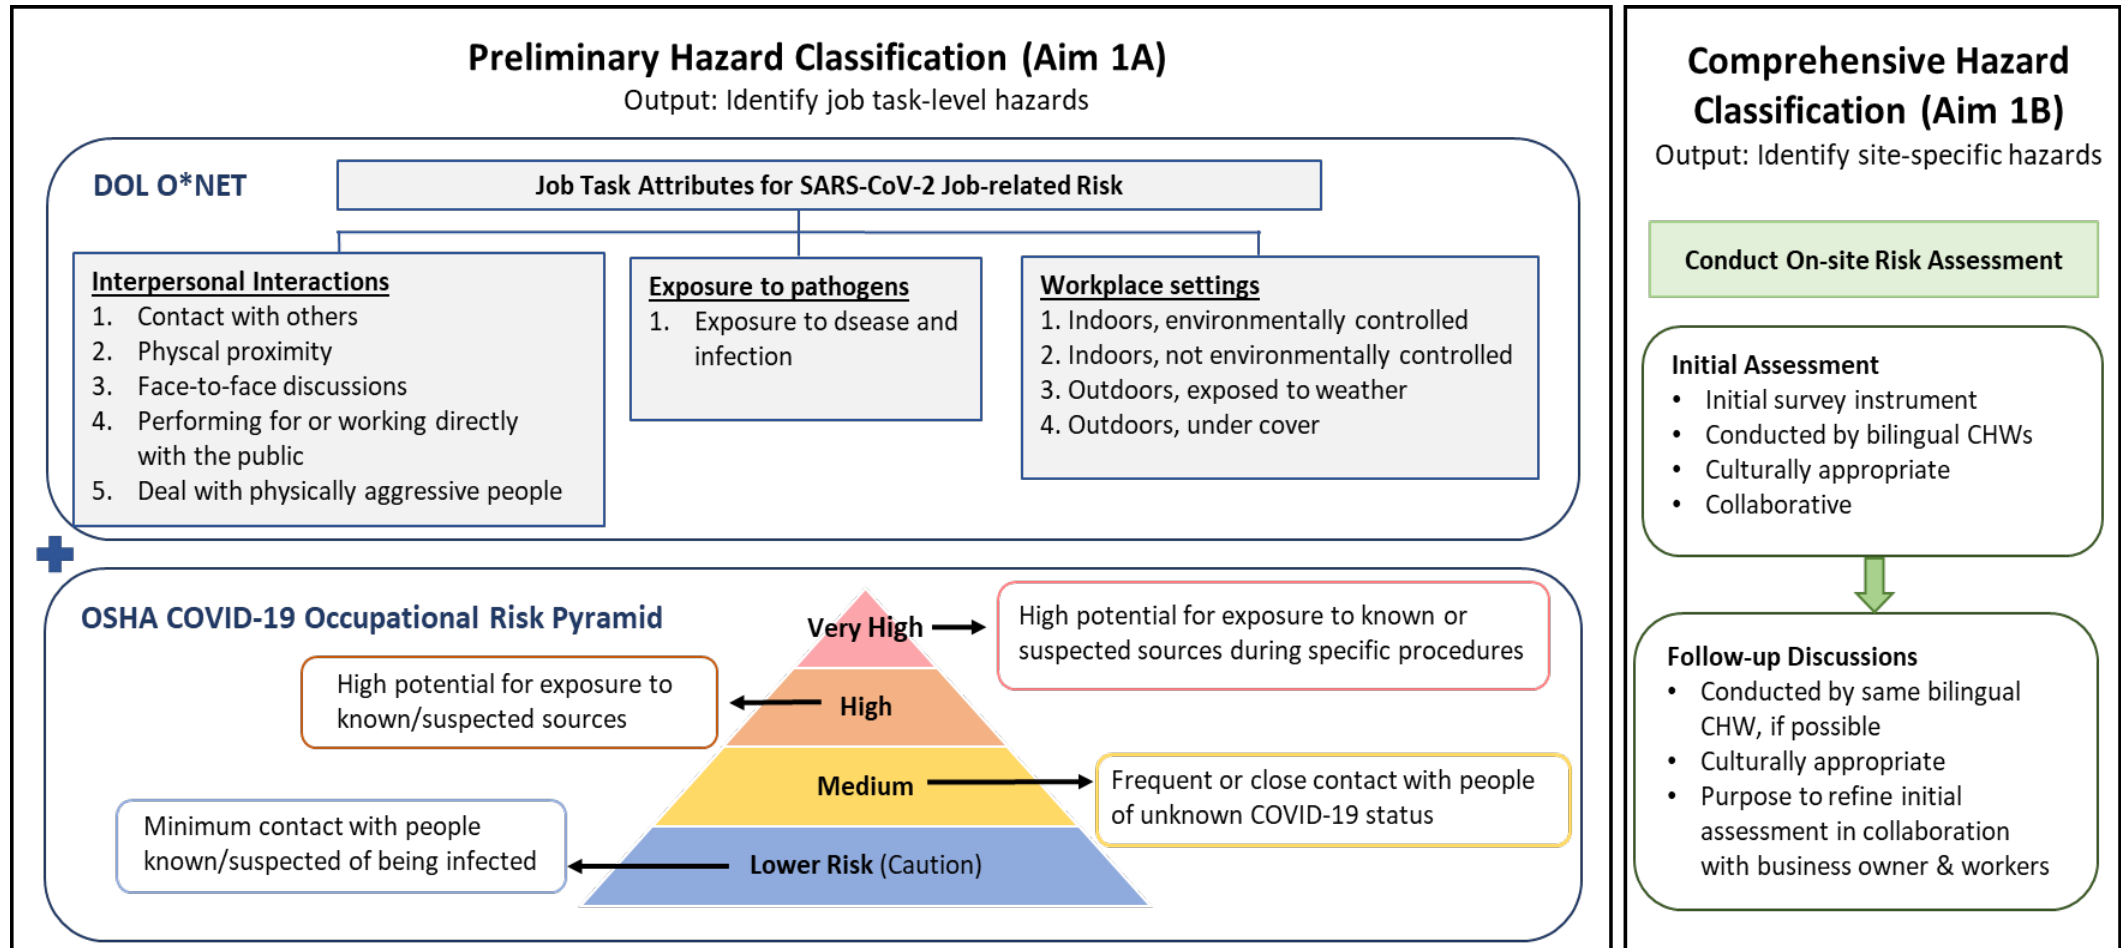 Preliminary Hazard Classification (Aim 1A)
Output: Identify job task-level hazards
DOL O*NET
Job Task Attributes for SARS-CoV-2 Job-related Risk
Interpersonal Interactions
1. Contact with others
2. Physcal proximity
3. Face-to-face discussions
4. Performing for or working directly
with the public
5. Deal with physically aggressive people
Exposure to pathogens
1. Exposure to dsease and
infection
Workplace settings
1. Indoors, environmentally controlled
2. Indoors, not environmentally controlled
3. Outdoors, exposed to weather
4. Outdoors, under cover
OSHA COVID-19 Occupational Risk Pyramid
Very High
High potential for exposure to known or
suspected sources during specific procedures
High potential for exposure to
known/suspected sources
High
Medium
Frequent or close contact with people
of unknown COVID-19 status
Minimum contact with people
known/suspected of being infected
Lower Risk (Caution)
Comprehensive Hazard
Classification (Aim 1B)
Output: Identify site-specific hazards
Conduct On-site Risk Assessment
Initial Assessment
• Initial survey instrument
• Conducted by bilingual CHWs
• Culturally appropriate
• Collaborative
Follow-up Discussions
• Conducted by same bilingual
CHW, if possible
• Culturally appropriate
• Purpose to refine initial
assessment in collaboration
with business owner & workers